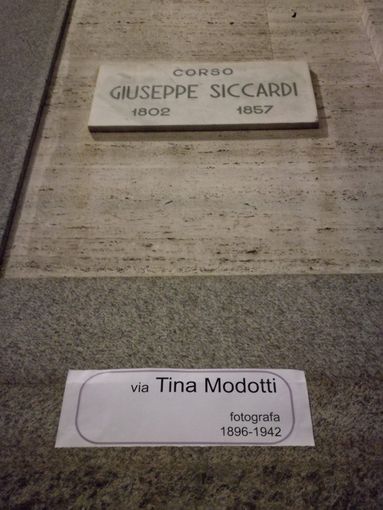 CORSO
GIUSEPPE SICCARDI
1802 1857
via Tina Modotti
fotografa
1896-1942